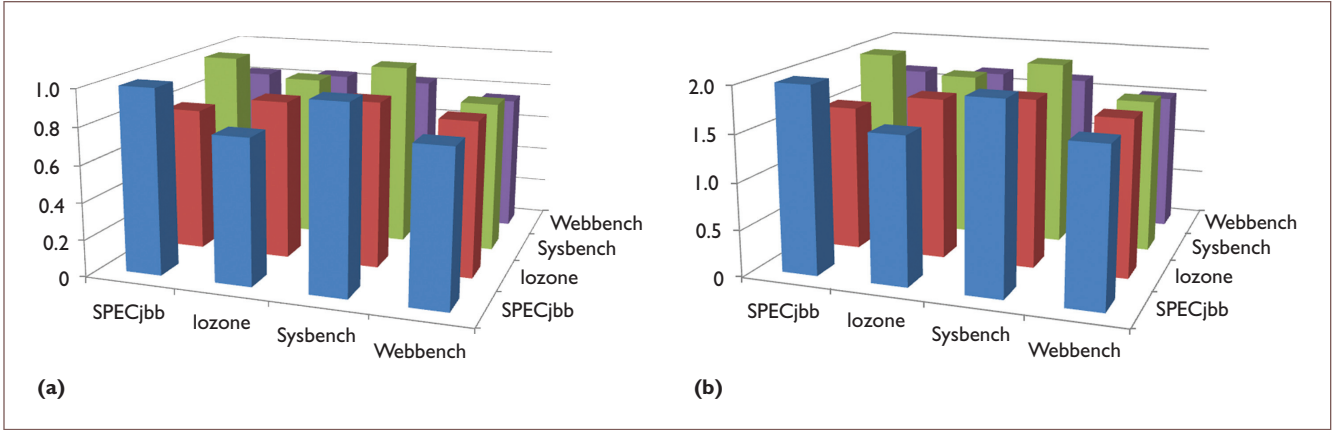 1.0
0.8
0.6
0.4
0.2
0
SPECjbb
Iozone
Sysbench
Webbench
Webbench
Sysbench
Iozone
SPECjbb
(a)
2.0
1.5
1.0
0.5
0
SPECjbb
Iozone
Sysbench
Webbench
Webbench
Sysbench
Iozone
SPECjbb
(b)